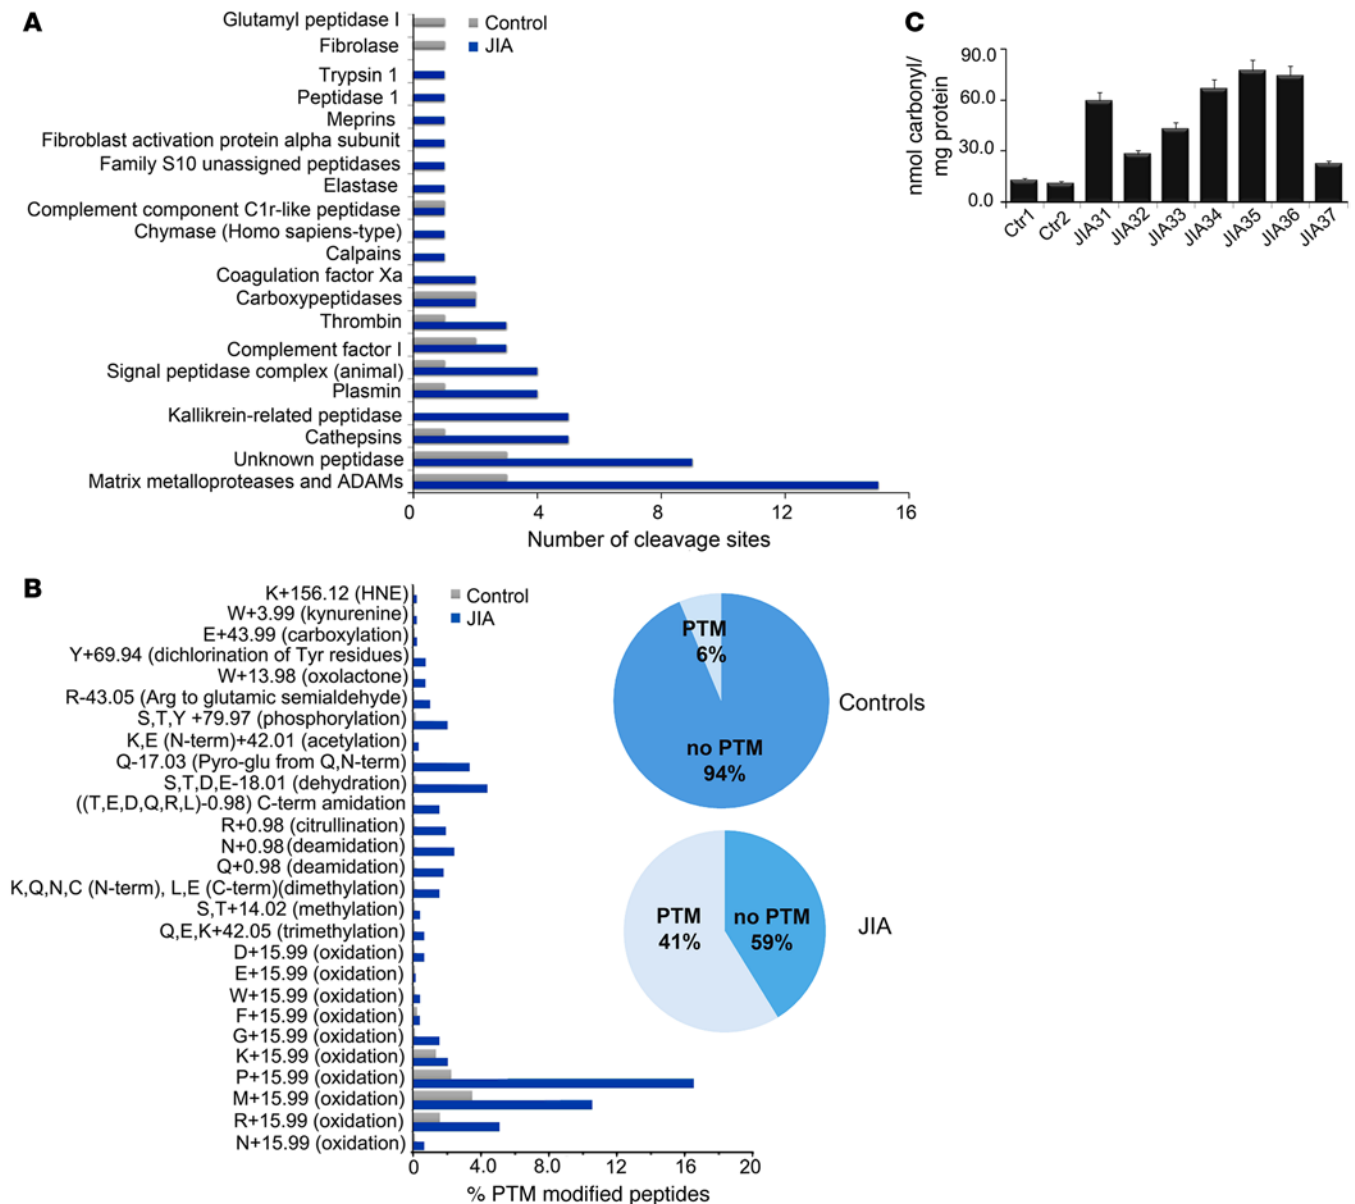 A
Control
JIA
Glutamyl peptidase I
Fibrolase
Trypsin 1
Peptidase 1
Meprins
Fibroblast activation protein alpha subunit
Family S10 unassigned peptidases
Elastase
Complement component C1r-like peptidase
Chymase (Homo sapiens-type)
Calpains
Coagulation factor Xa
Carboxypeptidases
Thrombin
Complement factor I
Signal peptidase complex (animal)
Plasmin
Kallikrein-related peptidase
Cathepsins
Unknown peptidase
Matrix metalloproteases and ADAMs
0 4 8 12 16
Number of cleavage sites
C
nmol carbonyl/
mg protein
90.0
60.0
30.0
0.0
Ctr1 Ctr2 JIA31 JIA32 JIA33 JIA34 JIA35 JIA36 JIA37
B
Control
JIA
K+156.12 (HNE)
W+3.99 (kynurenine)
E+43.99 (carboxylation)
Y+69.94 (dichlorination of Tyr residues)
W+13.98 (oxolactone)
R-43.05 (Arg to glutamic semialdehyde)
S,T,Y +79.97 (phosphorylation)
K,E (N-term)+42.01 (acetylation)
Q-17.03 (Pyro-glu from Q,N-term)
S,T,D,E-18.01 (dehydration)
((T,E,D,Q,R,L)-0.98) C-term amidation
R+0.98 (citrullination)
N+0.98 (deamidation)
Q+0.98 (deamidation)
K,Q,N,C (N-term), L,E (C-term)(dimethylation)
S,T+14.02 (methylation)
Q,E,K+42.05 (trimethylation)
D+15.99 (oxidation)
E+15.99 (oxidation)
W+15.99 (oxidation)
F+15.99 (oxidation)
G+15.99 (oxidation)
K+15.99 (oxidation)
P+15.99 (oxidation)
M+15.99 (oxidation)
R+15.99 (oxidation)
N+15.99 (oxidation)
0 4.0 8.0 12 16 20
% PTM modified peptides
PTM
6%
no PTM
94%
Controls
PTM
41%
no PTM
59%
JIA